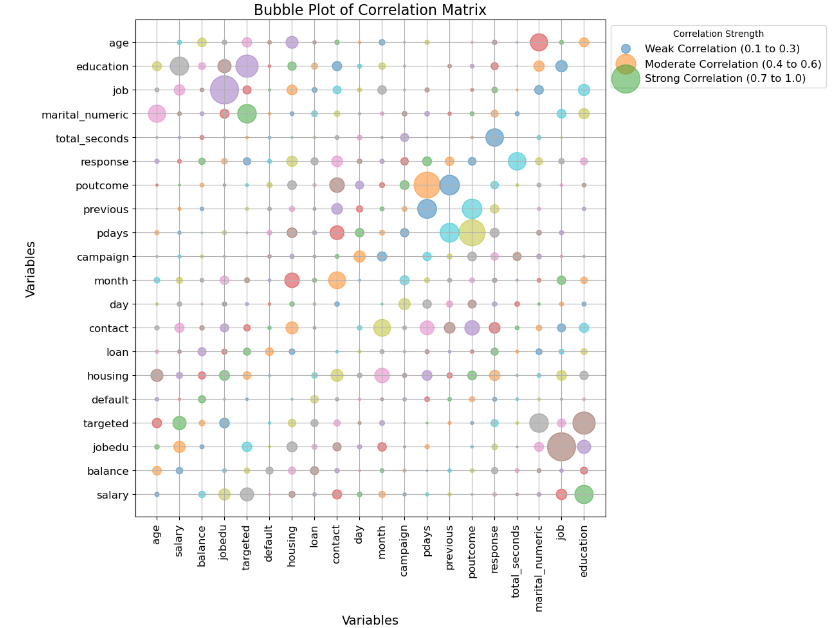 Bubble Plot of Correlation Matrix
Correlation Strength
Weak Correlation (0.1 to 0.3)
Moderate Correlation (0.4 to 0.6)
Strong Correlation (0.7 to 1.0)
Variables
age
education
job
marital_numeric
total_seconds
response
poutcome
previous
pdays
campaign
month
day
contact
loan
housing
default
targeted
jobedu
balance
salary
age
salary
balance
jobedu
targeted
default
housing
loan
contact
day
month
campaign
pdays
previous
poutcome
response
total_seconds
marital_numeric
job
education
Variables